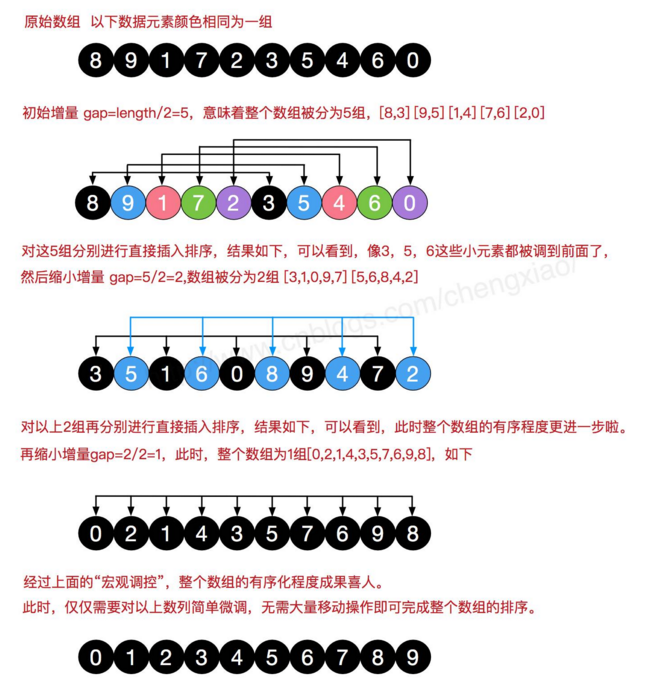 原始数组 以下数据元素颜色相同为一组
8 9 1 7 2 3 5 4 6 0
初始增量 gap=length/2=5，意味着整个数组被分为5组，[8,3][9,5][1,4][7,6][2,0]
8 9 1 7 2 3 5 4 6 0
对这5组分别进行直接插入排序，结果如下，可以看到，像3，5，6这些小元素都被调到前面了，
然后缩小增量 gap=5/2=2,数组被分为2组 [3,1,0,9,7][5,6,8,4,2]
www.cnblogs.com/chengxiao/
3 5 1 6 0 8 9 4 7 2
对以上2组再分别进行直接插入排序，结果如下，可以看到，此时整个数组的有序程度更进一步啦。
再缩小增量gap=2/2=1，此时，整个数组为1组[0,2,1,4,3,5,7,6,9,8]，如下
0 2 1 4 3 5 7 6 9 8
经过上面的“宏观调控”，整个数组的有序化程度成果喜人。
此时，仅仅需要对以上数列简单微调，无需大量移动操作即可完成整个数组的排序。
0 1 2 3 4 5 6 7 8 9